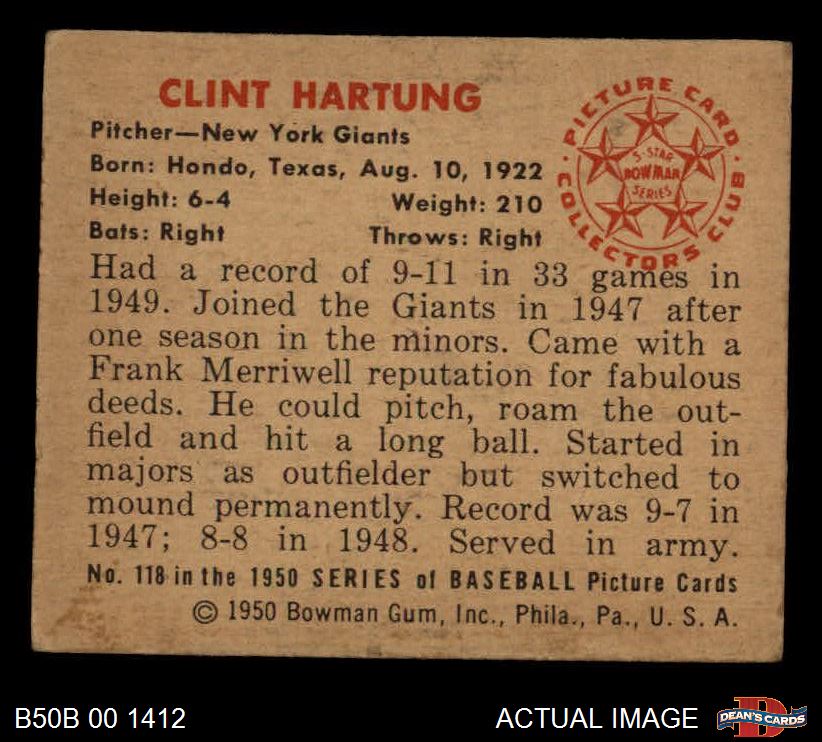 CLINT HARTUNG
Pitcher—New York Giants
Born: Hondo, Texas, Aug. 10, 1922
Height: 6-4 Weight: 210
Bats: Right Throws: Right
PICTURE CARD COLLECTORS CLUB
5-STAR
BOWMAN
SERIES
Had a record of 9-11 in 33 games in
1949. Joined the Giants in 1947 after
one season in the minors. Came with a
Frank Merriwell reputation for fabulous
deeds. He could pitch, roam the out-
field and hit a long ball. Started in
majors as outfielder but switched to
mound permanently. Record was 9-7 in
1947; 8-8 in 1948. Served in army.
No. 118 in the 1950 SERIES of BASEBALL Picture Cards
© 1950 Bowman Gum, Inc., Phila., Pa., U. S. A.
B50B 00 1412 ACTUAL IMAGE
D
DEAN'S CARDS